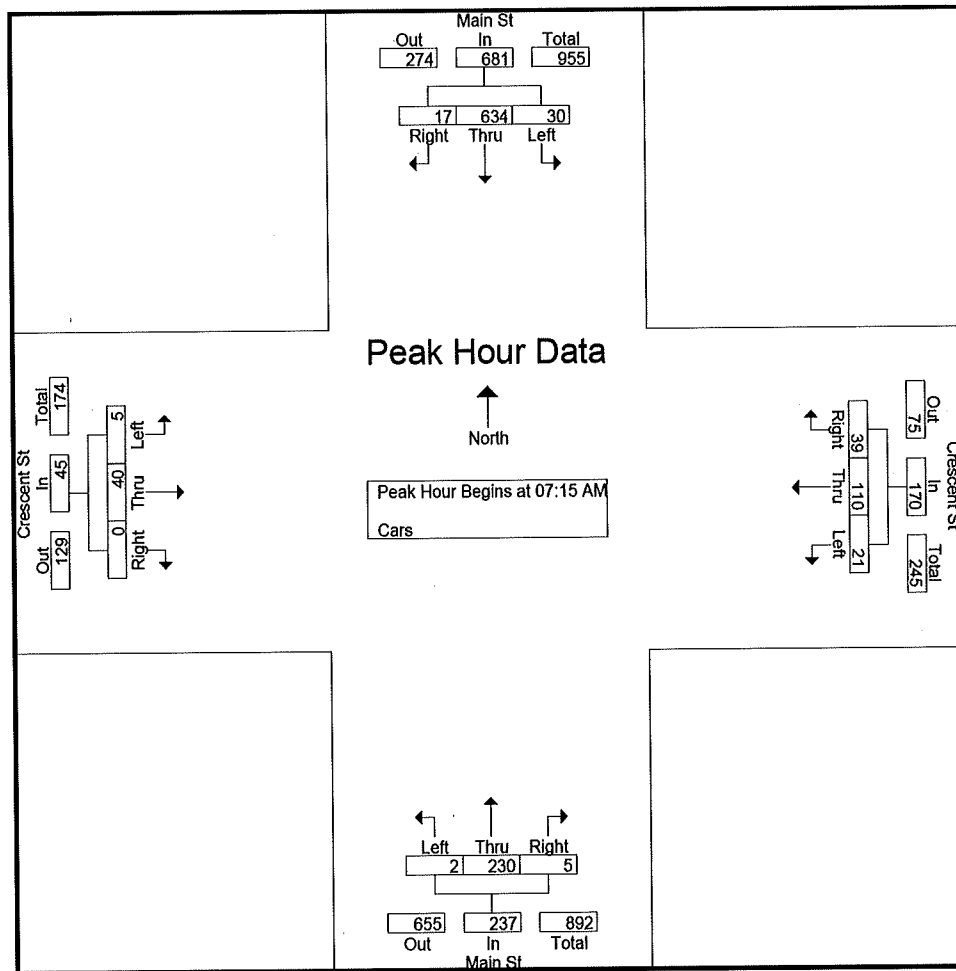 Main St
Out In Total
274 681 955
17 634 30
Right Thru Left
Peak Hour Data
North
Peak Hour Begins at 07:15 AM
Cars
Crescent St
Total In Out
174 45 129
5 40 0
Left Thru Right
Right Thru Left
39 110 21
75 170 245
Out In Total
Crescent St
Left Thru Right
2 230 5
655 237 892
Out In Total
Main St